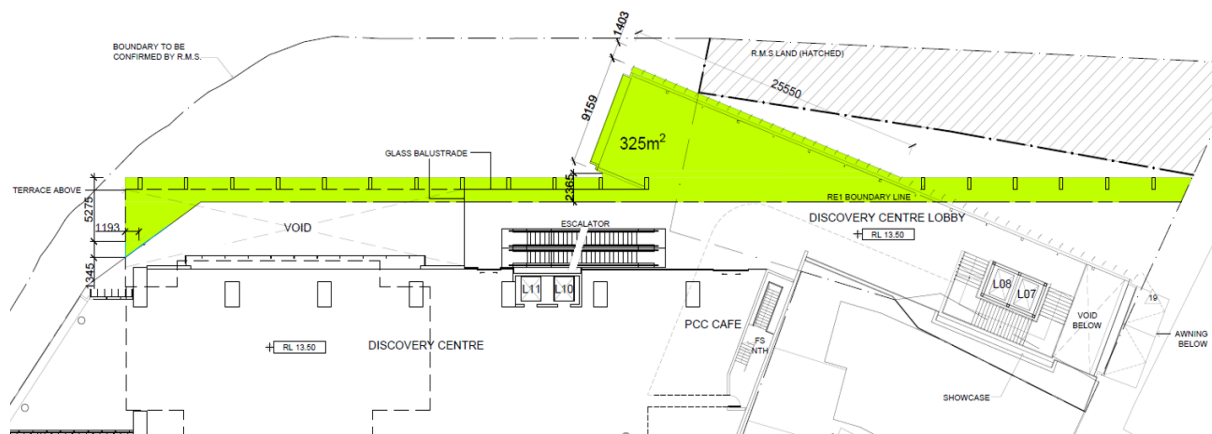 BOUNDARY TO BE
CONFIRMED BY R.M.S.
1403
R.M.S LAND (HATCHED)
25550
9159
325m²
GLASS BALUSTRADE
TERRACE ABOVE
2365
5275
RE1 BOUNDARY LINE
1193
VOID
ESCALATOR
DISCOVERY CENTRE LOBBY
RL 13.50
1345
L11
L10
L08
L07
19
PCC CAFE
VOID
BELOW
AWNING
BELOW
FS
NTH
RL 13.50
DISCOVERY CENTRE
SHOWCASE